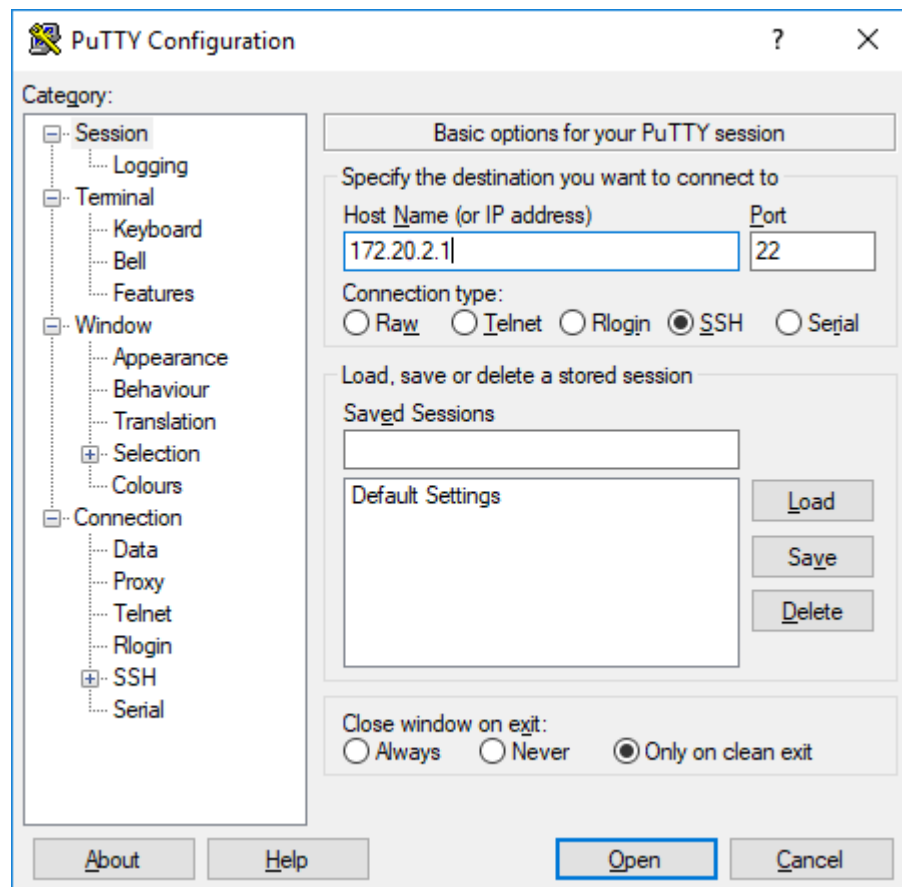 PuTTY Configuration ?
Category:
Session
Logging
Terminal
Keyboard
Bell
Features
Window
Appearance
Behaviour
Translation
Selection
Colours
Connection
Data
Proxy
Telnet
Rlogin
SSH
Serial
Basic options for your PuTTY session
Specify the destination you want to connect to
Host Name (or IP address) Port
172.20.2.1 22
Connection type:
Raw Telnet Rlogin SSH Serial
Load, save or delete a stored session
Saved Sessions
Default Settings
Load
Save
Delete
Close window on exit:
Always Never Only on clean exit
About Help Open Cancel